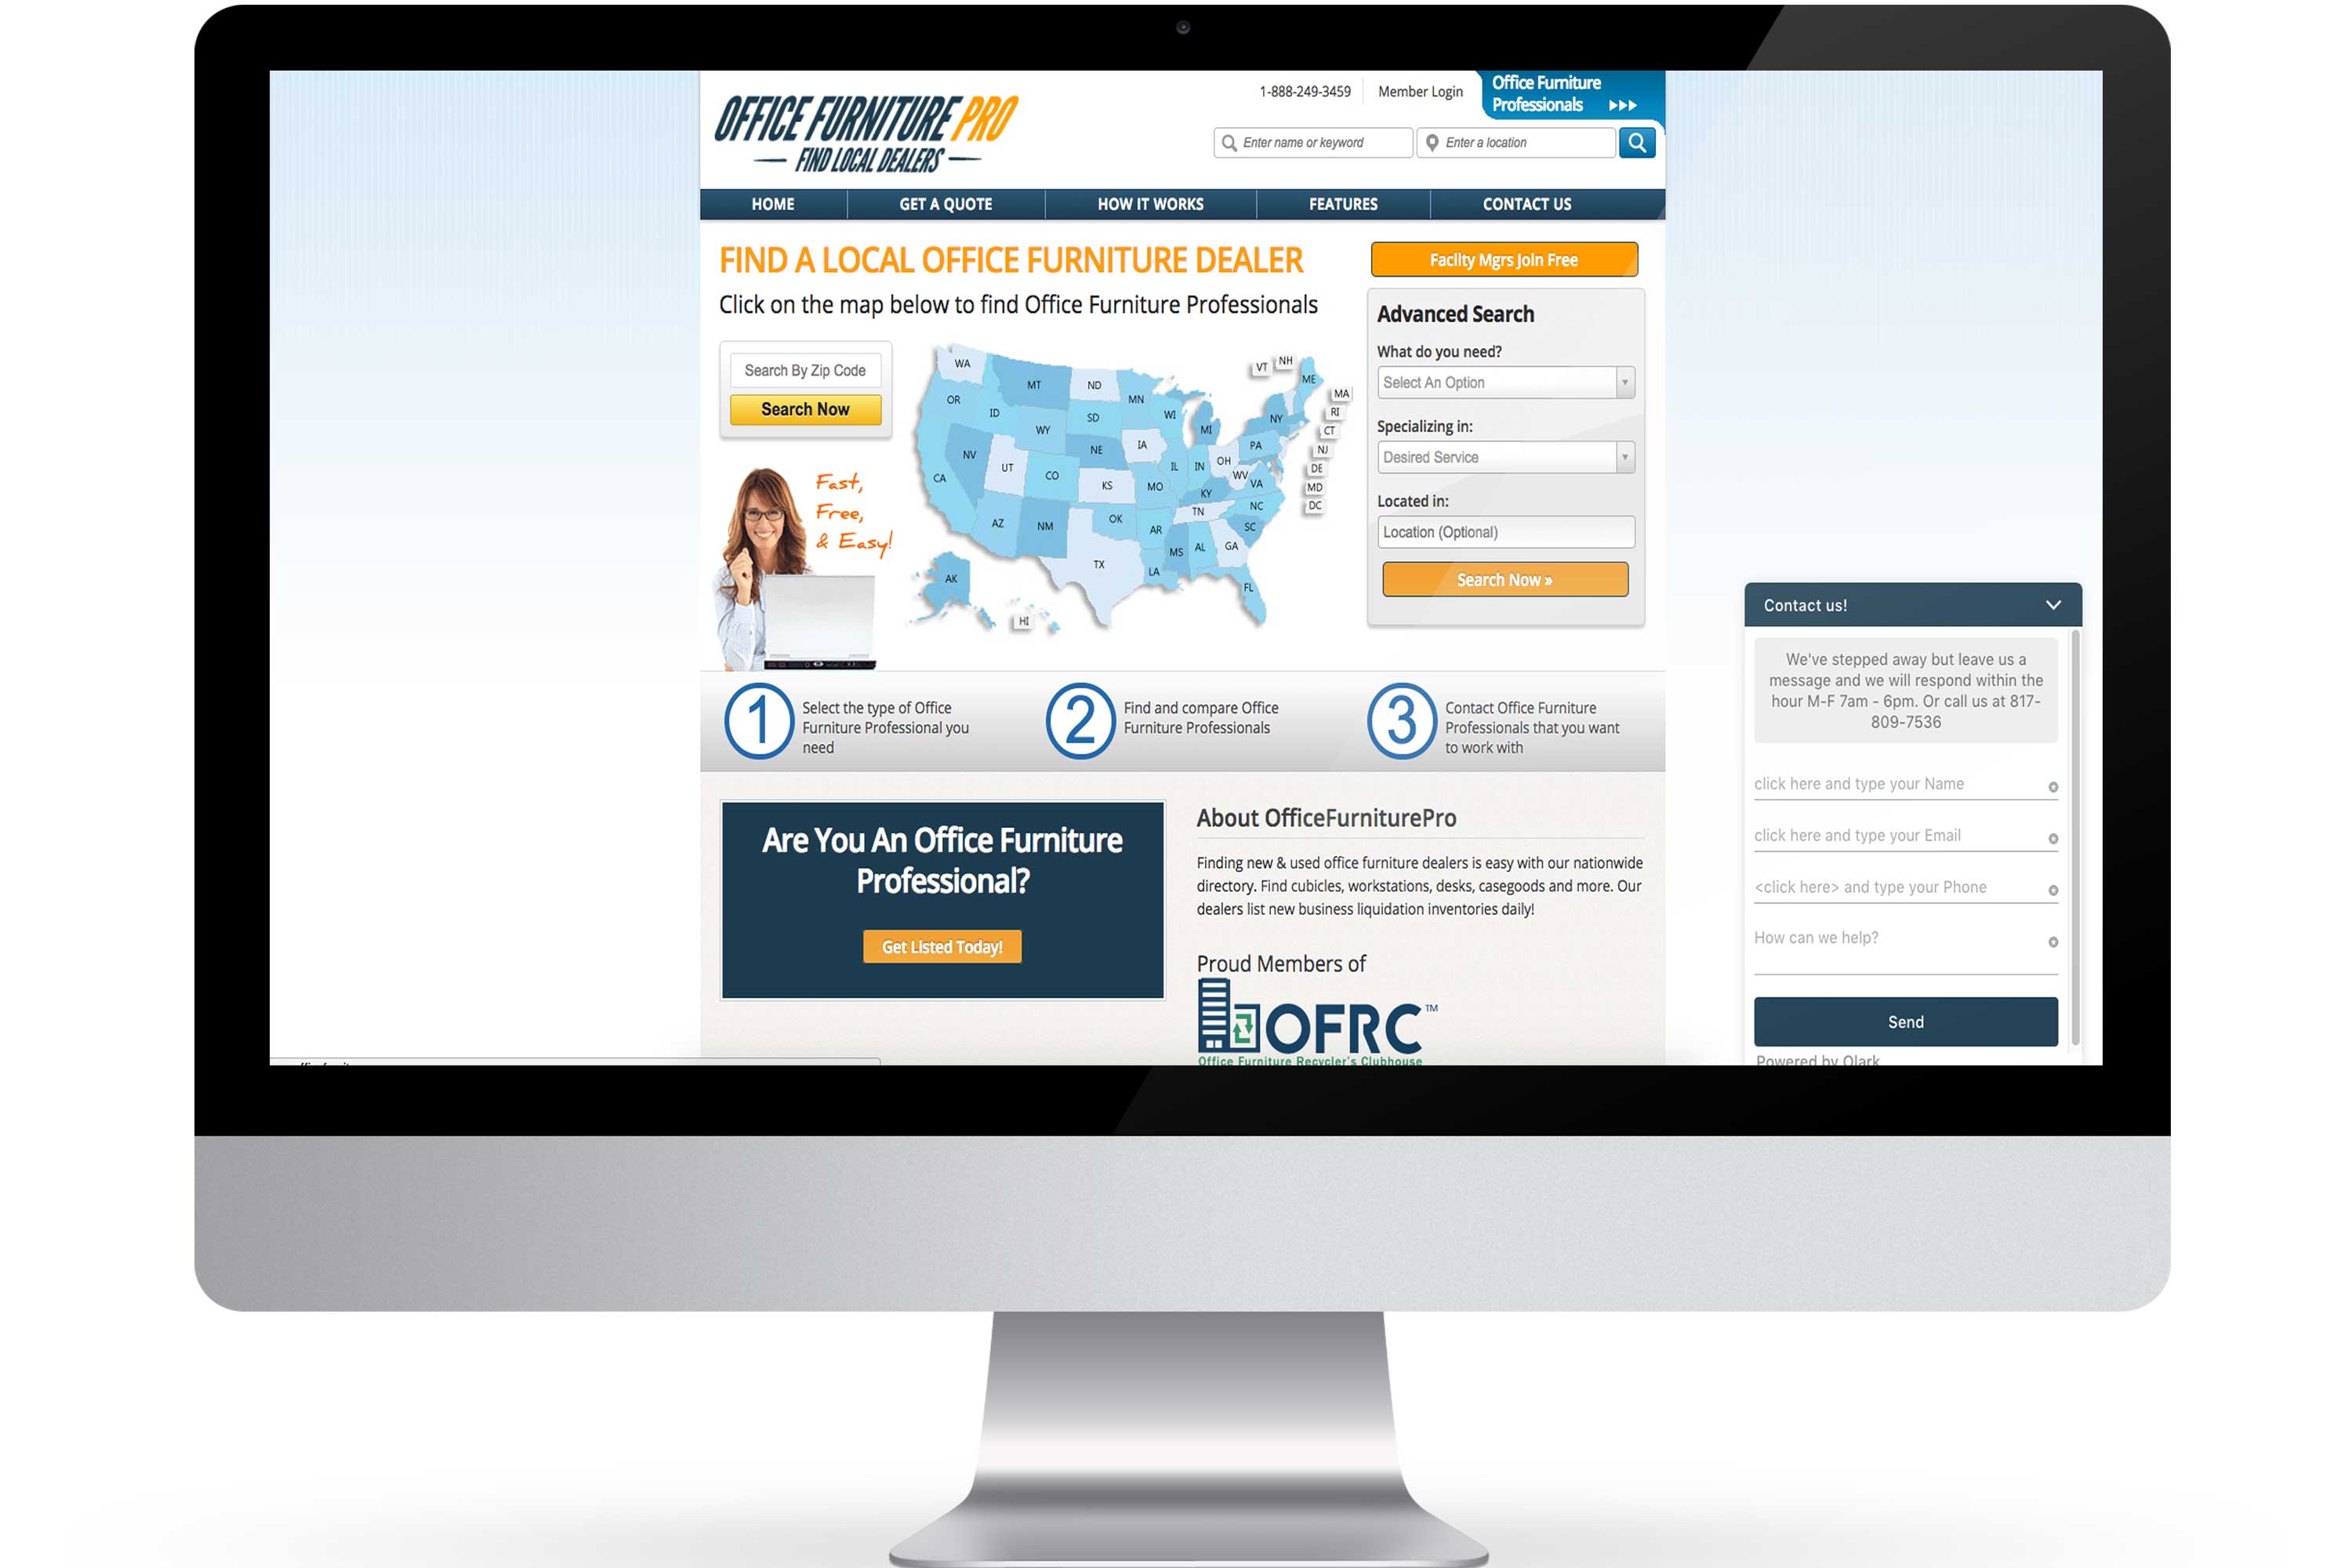 OFFICE FURNITURE PRO
FIND LOCAL DEALERS
1-888-249-3459
Member Login
Office Furniture
Professionals
Enter name or keyword
Enter a location
HOME
GET A QUOTE
HOW IT WORKS
FEATURES
CONTACT US
FIND A LOCAL OFFICE FURNITURE DEALER
Click on the map below to find Office Furniture Professionals
Search By Zip Code
Search Now
Fast,
Free,
& Easy!
WA
MT
ND
MN
OR
ID
SD
WI
WY
MI
NY
VT
NH
ME
MA
RI
CT
NJ
DE
MD
DC
NV
UT
NE
IA
PA
CA
CO
KS
IL
IN
OH
WV
VA
MO
KY
NC
AZ
NM
OK
AR
TN
SC
MS
AL
GA
TX
LA
FL
AK
HI
Facilty Mgrs Join Free
Advanced Search
What do you need?
Select An Option
Specializing in:
Desired Service
Located in:
Location (Optional)
Search Now »
1
Select the type of Office
Furniture Professional you
need
2
Find and compare Office
Furniture Professionals
3
Contact Office Furniture
Professionals that you want
to work with
Are You An Office Furniture
Professional?
Get Listed Today!
About OfficeFurniturePro
Finding new & used office furniture dealers is easy with our nationwide
directory. Find cubicles, workstations, desks, casegoods and more. Our
dealers list new business liquidation inventories daily!
Proud Members of
OFRC™
Office Furniture Recycler's Clubhouse
Contact us!
We've stepped away but leave us a
message and we will respond within the
hour M-F 7am - 6pm. Or call us at 817-
809-7536
click here and type your Name
click here and type your Email
<click here> and type your Phone
How can we help?
Send
Powered by Olark